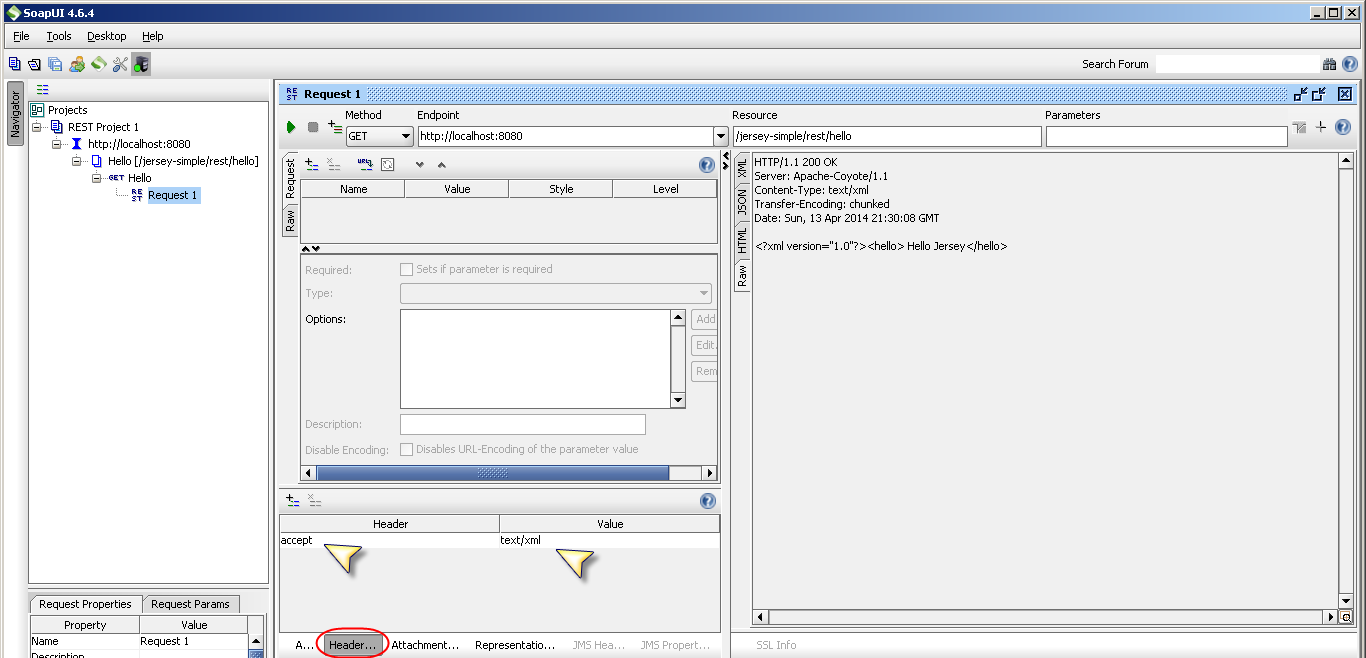 SoapUI 4.6.4
File Tools Desktop Help
Search Forum
Navigator
Projects
REST Project 1
http://localhost:8080
Hello [/jersey-simple/rest/hello]
GET Hello
REST Request 1
Request Properties Request Params
Property Value
Name Request 1
Description
REST Request 1
Method Endpoint Resource Parameters
GET http://localhost:8080 /jersey-simple/rest/hello
Request
Raw
URL
Name Value Style Level
Required: Sets if parameter is required
Type:
Options:
Add
Edit.
Rem
Description:
Disable Encoding: Disables URL-Encoding of the parameter value
Header Value
accept text/xml
A... Header... Attachment... Representatio... JMS Hea... JMS Propert...
XML
JSON
HTML
Raw
HTTP/1.1 200 OK
Server: Apache-Coyote/1.1
Content-Type: text/xml
Transfer-Encoding: chunked
Date: Sun, 13 Apr 2014 21:30:08 GMT
<?xml version="1.0"?><hello> Hello Jersey</hello>
SSL Info